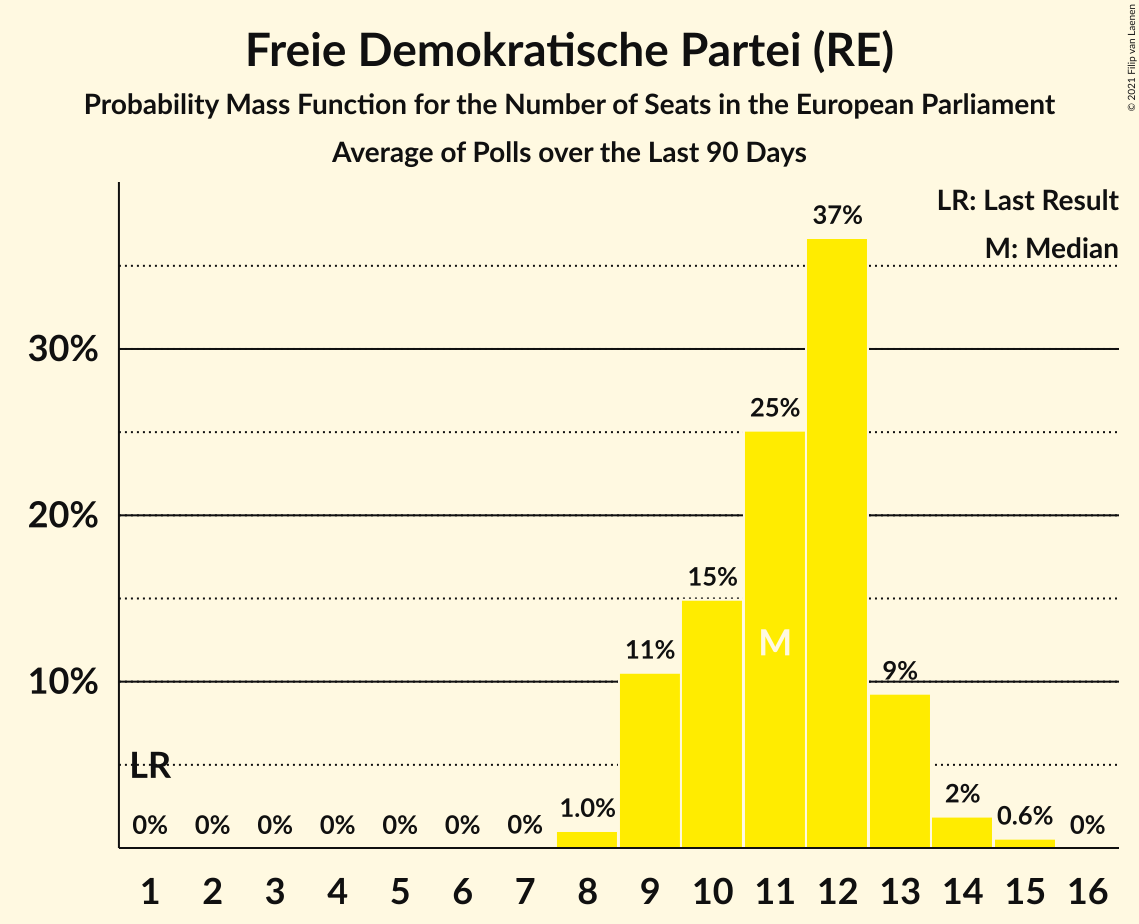 Freie Demokratische Partei (RE)
Probability Mass Function for the Number of Seats in the European Parliament
Average of Polls over the Last 90 Days
© 2021 Filip van Laenen
LR: Last Result
M: Median
37%
30%
25%
20%
15%
M
11%
9%
10%
LR
2%
0% 0% 0% 0% 0% 0% 0% 1.0% 0.6% 0%
1 2 3 4 5 6 7 8 9 10 11 12 13 14 15 16